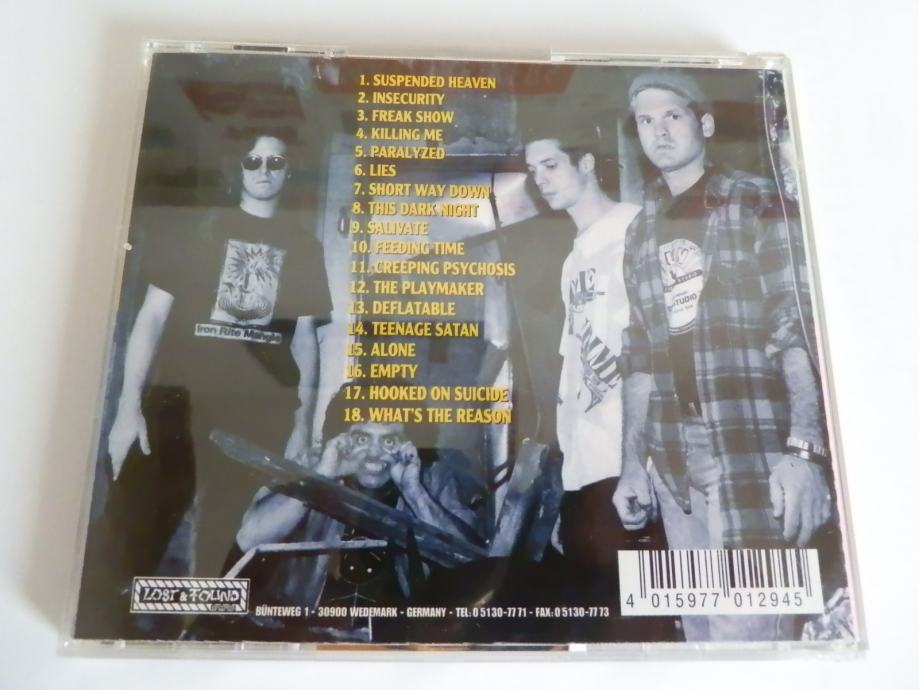 1. SUSPENDED HEAVEN
2. INSECURITY
3. FREAK SHOW
4. KILLING ME
5. PARALYZED
6. LIES
7. SHORT WAY DOWN
8. THIS DARK NIGHT
9. SALIVATE
10. FEEDING TIME
11. CREEPING PSYCHOSIS
12. THE PLAYMAKER
13. DEFLATABLE
14. TEENAGE SATAN
15. ALONE
16. EMPTY
17. HOOKED ON SUICIDE
18. WHAT'S THE REASON
Iron Rite Mangle
STUDIO
LOST & FOUND
BÜNTEWEG 1 - 30900 WEDEMARK - GERMANY - TEL. 0 5130-77 71 - FAX: 0 5130-77 73
4 015977 012945